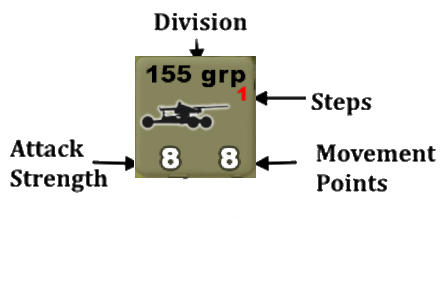 Division
155 grp
1
Steps
Attack
Strength
8 8
Movement
Points